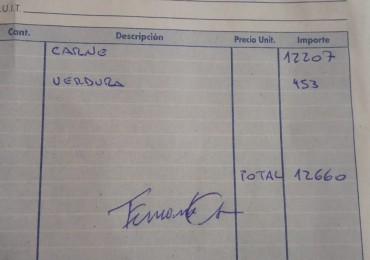 U.I.T.
Cant. Descripción Precio Unit. Importe
CARNE 12207
VERDURA 453
TOTAL 12660